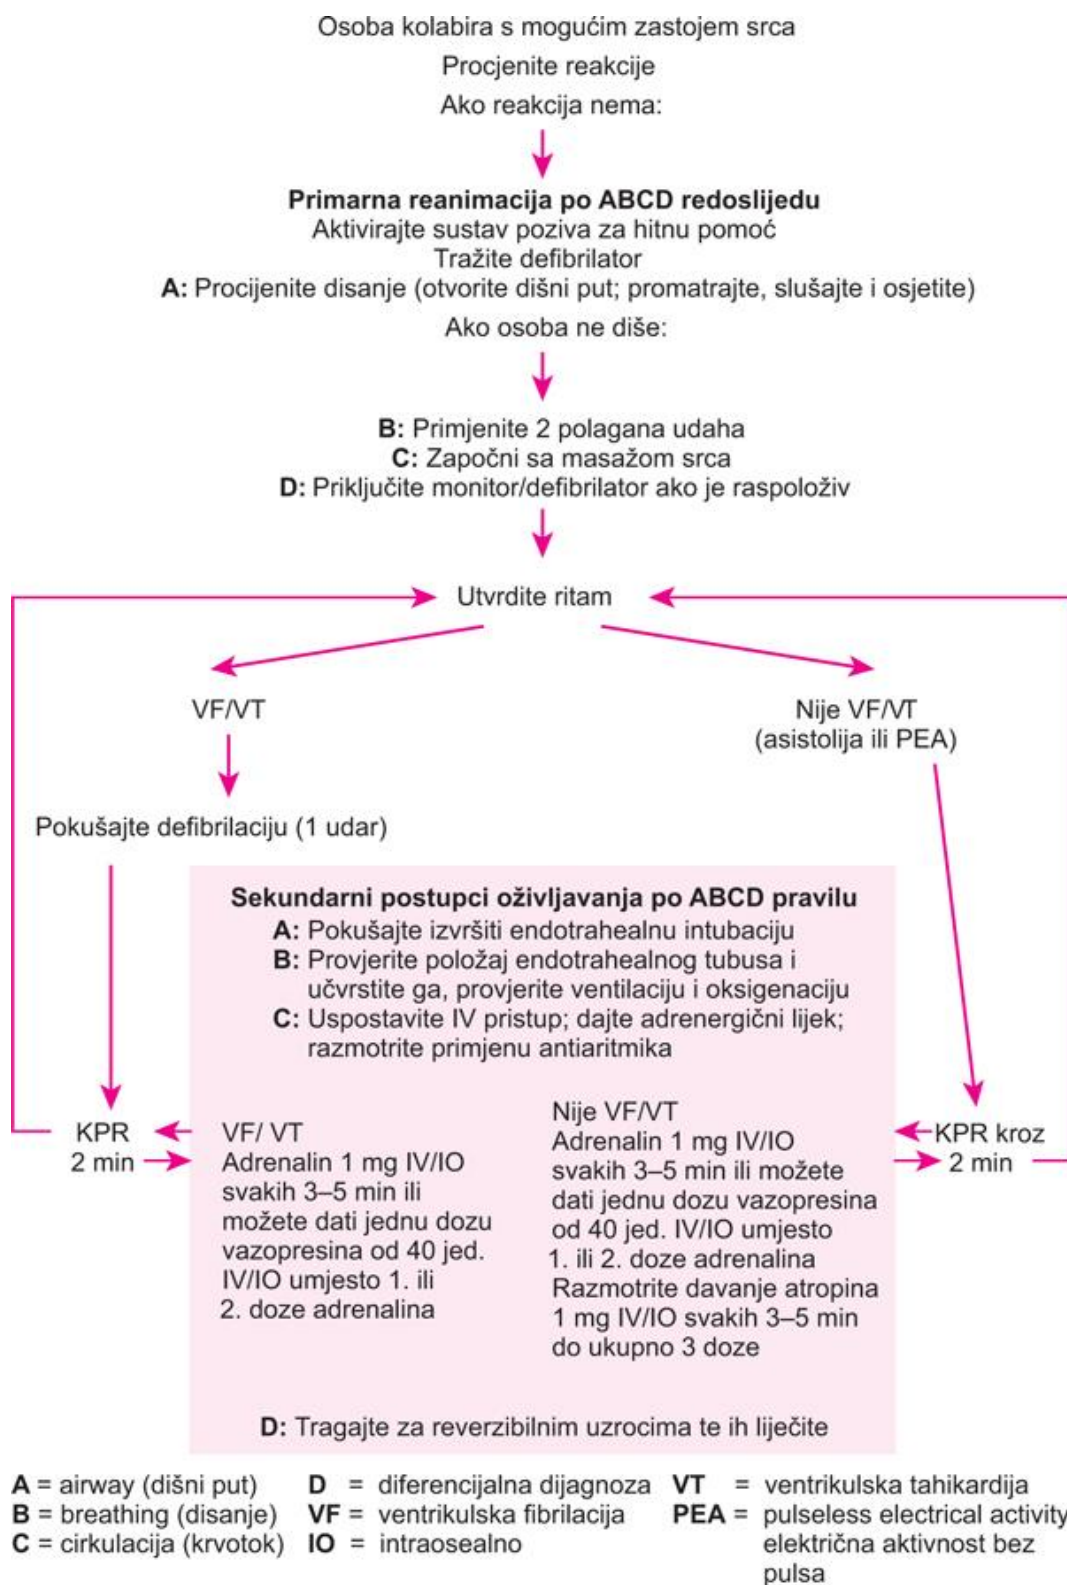 Osoba kolabira s mogućim zastojem srca
Procjenite reakcije
Ako reakcija nema:
Primarna reanimacija po ABCD redoslijedu
Aktivirajte sustav poziva za hitnu pomoć
Tražite defibrilator
A: Procijenite disanje (otvorite dišni put; promatrajte, slušajte i osjetite)
Ako osoba ne diše:
B: Primjenite 2 polagana udaha
C: Započni sa masažom srca
D: Priključite monitor/defibrilator ako je raspoloživ
Utvrdite ritam
VF/VT
Pokušajte defibrilaciju (1 udar)
Nije VF/VT
(asistolija ili PEA)
Sekundarni postupci oživljavanja po ABCD pravilu
A: Pokušajte izvršiti endotrahealnu intubaciju
B: Provjerite položaj endotrahealnog tubusa i
učvrstite ga, provjerite ventilaciju i oksigenaciju
C: Uspostavite IV pristup; dajte adrenergični lijek;
razmotrite primjenu antiaritmika
KPR
2 min
VF/ VT
Adrenalin 1 mg IV/IO
svakih 3–5 min ili
možete dati jednu dozu
vazopresina od 40 jed.
IV/IO umjesto 1. ili
2. doze adrenalina
Nije VF/VT
Adrenalin 1 mg IV/IO
svakih 3–5 min ili možete
dati jednu dozu vazopresina
od 40 jed. IV/IO umjesto
1. ili 2. doze adrenalina
Razmotrite davanje atropina
1 mg IV/IO svakih 3–5 min
do ukupno 3 doze
KPR kroz
2 min
D: Tragajte za reverzibilnim uzrocima te ih liječite
A = airway (dišni put)
B = breathing (disanje)
C = cirkulacija (krvotok)
D = diferencijalna dijagnoza
VF = ventrikulska fibrilacija
IO = intraosealno
VT = ventrikulska tahikardija
PEA = pulseless electrical activity
električna aktivnost bez
pulsa